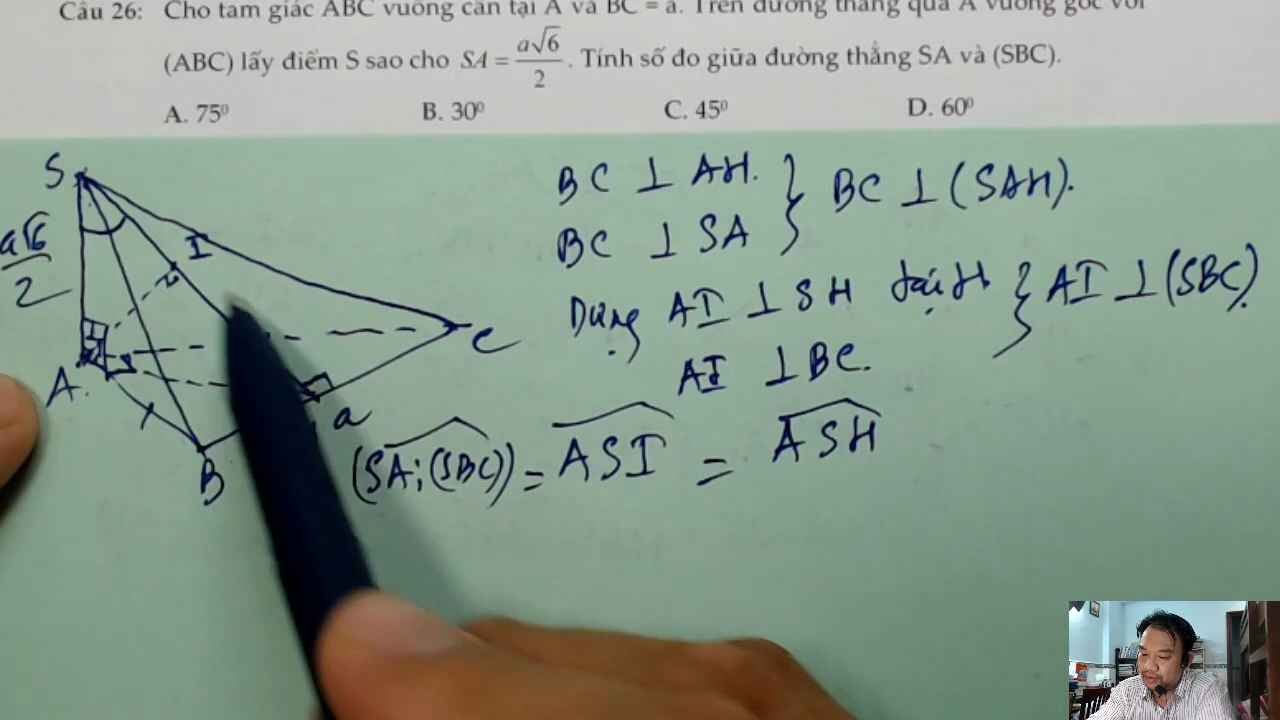 Câu 26: Cho tam giác ABC vuông cân tại A và BC = a. Trên đường thẳng qua A vuông góc với
(ABC) lấy điểm S sao cho SA = a√6/2. Tính số đo giữa đường thẳng SA và (SBC).
A. 75⁰ B. 30⁰ C. 45⁰ D. 60⁰
S
a√6/2
I
A
B
C
a
BC ⊥ AH.
BC ⊥ SA } BC ⊥ (SAH).
Dựng AI ⊥ SH tại H
AI ⊥ BC. } AI ⊥ (SBC).
(SA; (SBC)) = ASI = ASH